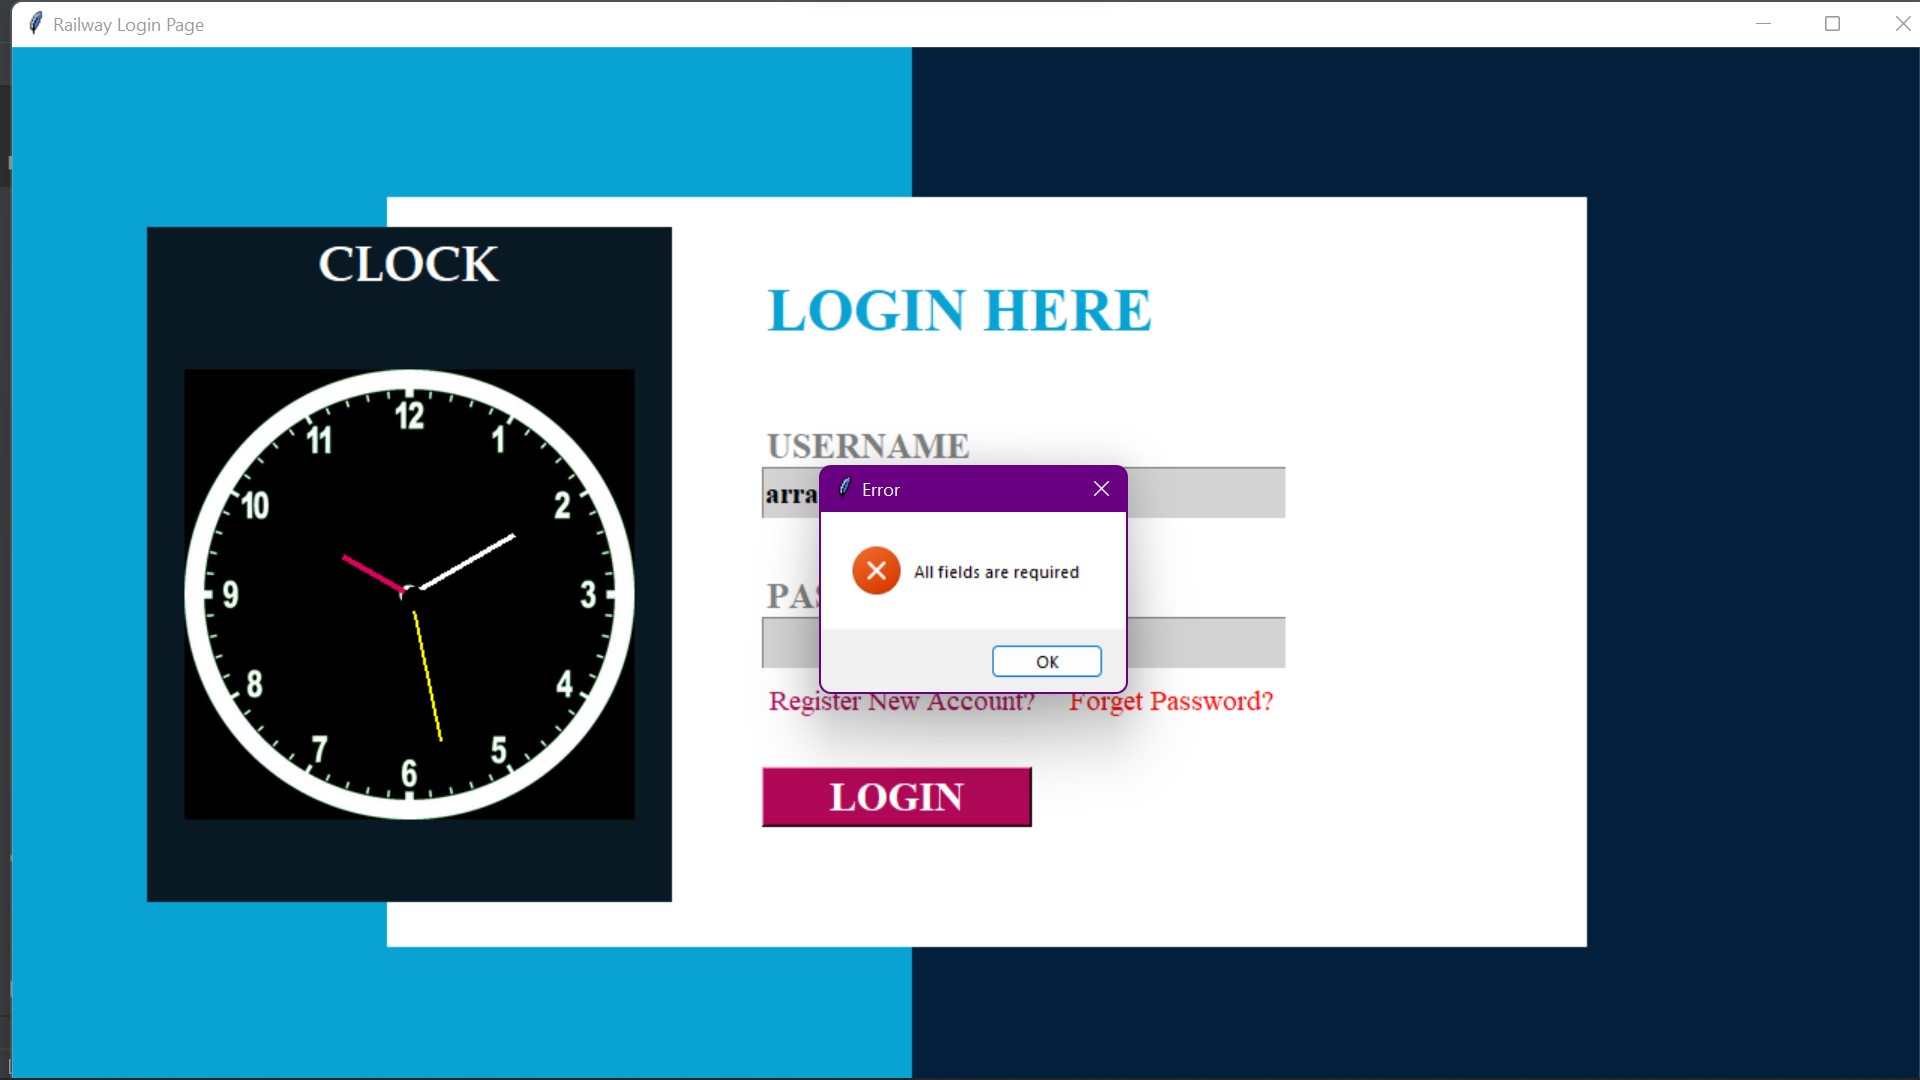 Railway Login Page
CLOCK
12
1
2
3
4
5
6
7
8
9
10
11
LOGIN HERE
USERNAME
arra
Error
All fields are required
OK
PAS
Register New Account? Forget Password?
LOGIN